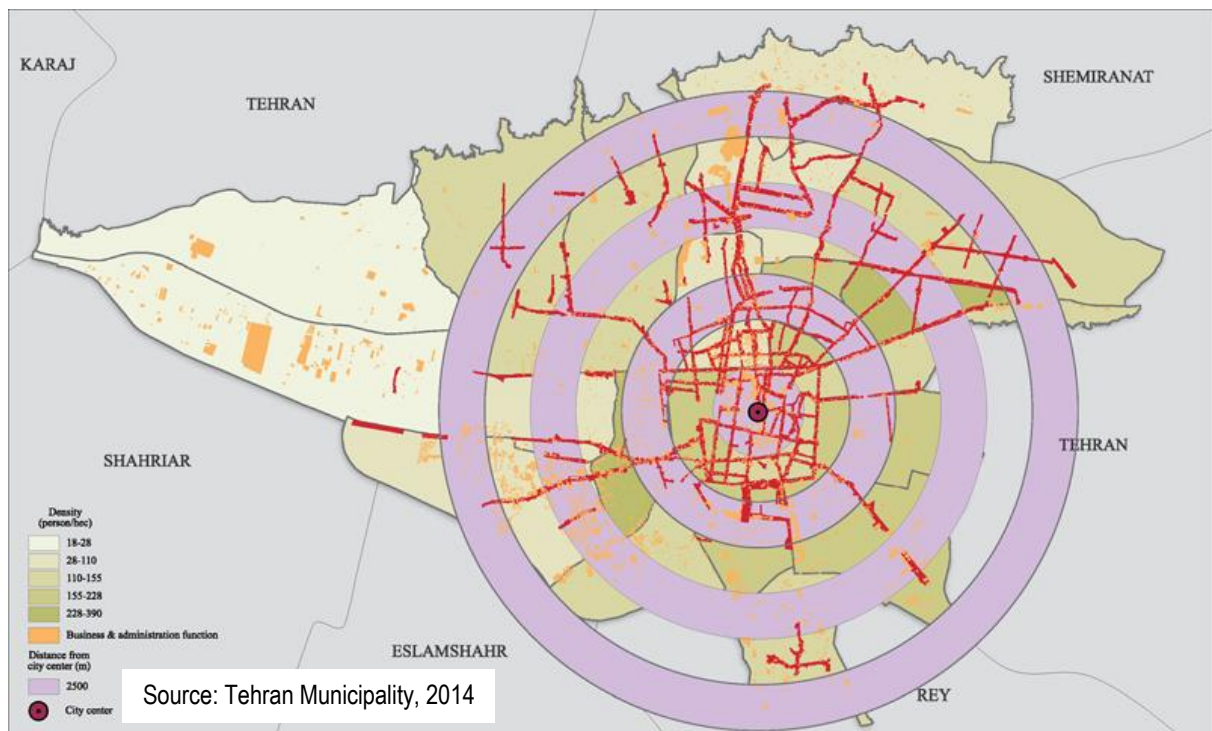 KARAJ
TEHRAN
SHEMIRANAT
TEHRAN
SHAHRIAR
ESLAMSHAHR
REY
Density
(person/hec)
18-28
28-110
110-155
155-228
228-390
Business & administration function
Distance from
city center (m)
2500
City center
Source: Tehran Municipality, 2014